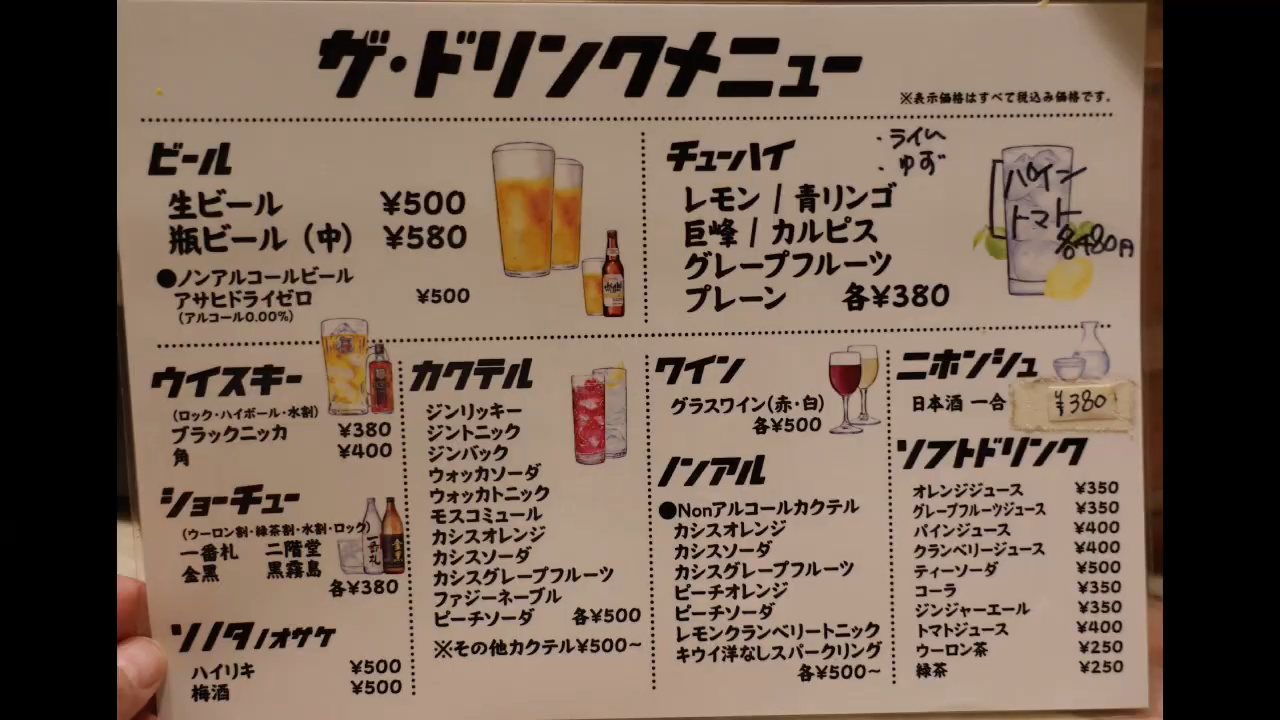 ザ・ドリンクメニュー
※表示価格はすべて税込み価格です。
ビール
生ビール ¥500
瓶ビール(中) ¥580
●ノンアルコールビール
アサヒドライゼロ ¥500
(アルコール0.00%)
チューハイ
・ライム
・ゆず
レモン / 青リンゴ
巨峰 / カルピス
グレープフルーツ
プレーン 各¥380
パイン
トマト
各480円
ウイスキー
(ロック・ハイボール・水割)
ブラックニッカ ¥380
角 ¥400
ショーチュー
(ウーロン割・緑茶割・水割・ロック)
一番札 二階堂
金黒 黒霧島
各¥380
ソノタノオサケ
ハイリキ ¥500
梅酒 ¥500
カクテル
ジンリッキー
ジントニック
ジンバック
ウォッカソーダ
ウォッカトニック
モスコミュール
カシスオレンジ
カシスソーダ
カシスグレープフルーツ
ファジーネーブル
ピーチソーダ 各¥500
※その他カクテル¥500~
ワイン
グラスワイン(赤・白)
各¥500
ノンアル
●Nonアルコールカクテル
カシスオレンジ
カシスソーダ
カシスグレープフルーツ
ピーチオレンジ
ピーチソーダ
レモンクランベリートニック
キウイ洋なしスパークリング
各¥500~
ニホンシュ
日本酒 一合 ¥380
ソフトドリンク
オレンジジュース ¥350
グレープフルーツジュース ¥350
パインジュース ¥400
クランベリージュース ¥400
ティーソーダ ¥500
コーラ ¥350
ジンジャーエール ¥350
トマトジュース ¥400
ウーロン茶 ¥250
緑茶 ¥250